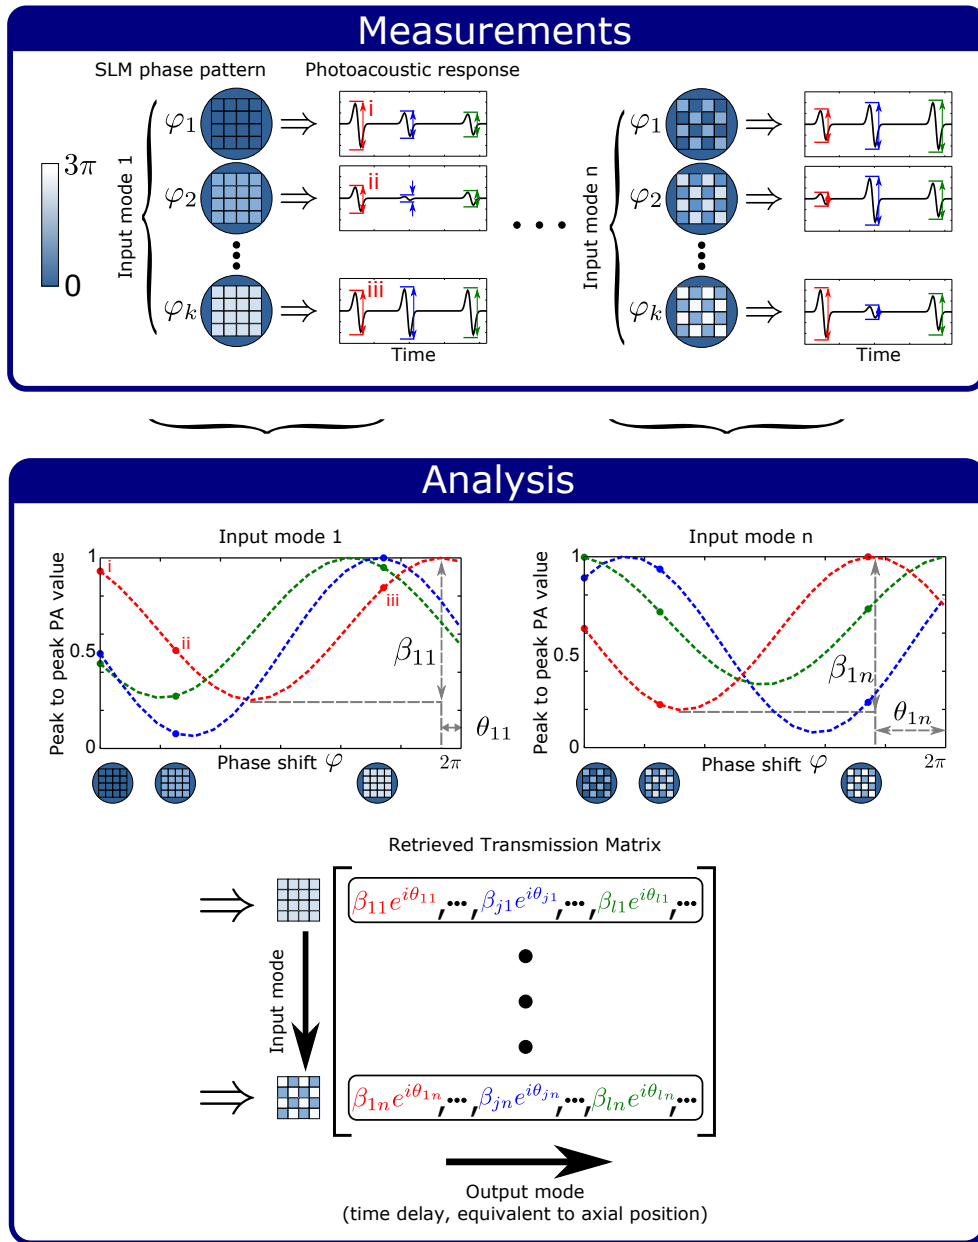 Measurements
SLM phase pattern
Photoacoustic response
3π
0
Input mode 1
φ1
i
φ2
ii
φk
iii
Time
Input mode n
φ1
φ2
φk
Time
Analysis
Input mode 1
Peak to peak PA value
1
0.5
0
i
ii
iii
β11
θ11
Phase shift φ
2π
Input mode n
Peak to peak PA value
1
0.5
0
β1n
θ1n
Phase shift φ
2π
Retrieved Transmission Matrix
β11e^{iθ11}, ..., βj1e^{iθj1}, ..., βl1e^{iθl1}, ...
Input mode
β1ne^{iθ1n}, ..., βjne^{iθjn}, ..., βlne^{iθln}, ...
Output mode
(time delay, equivalent to axial position)